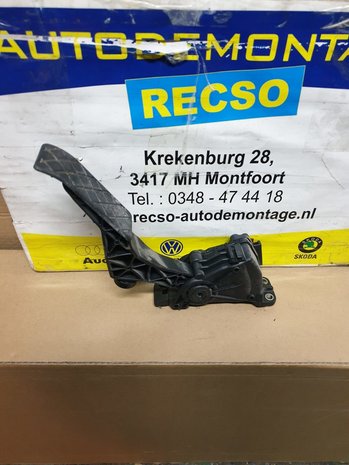 AUTODEMONTA
RECSO
Krekenburg 28,
3417 MH Montfoort
Tel. : 0348 - 47 44 18
recso-autodemontage.nl
SKODA